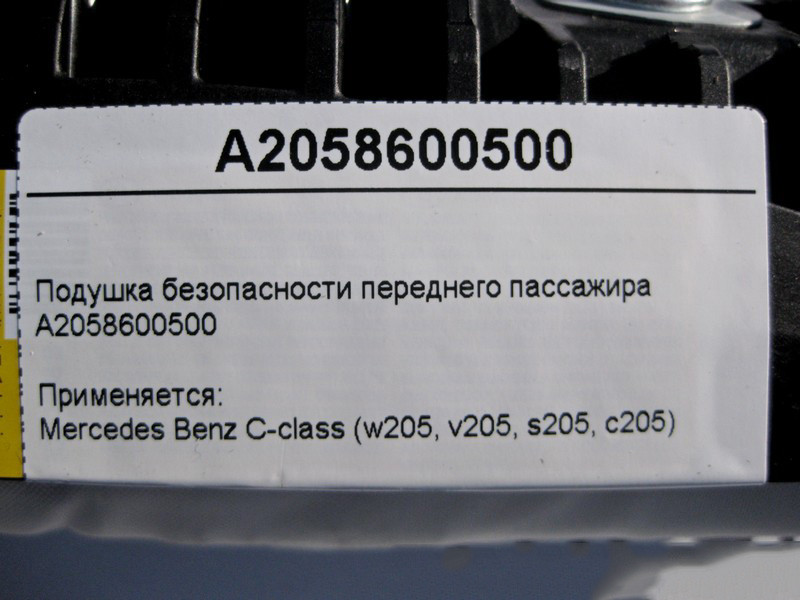 A2058600500
Подушка безопасности переднего пассажира
A2058600500
Применяется:
Mercedes Benz C-class (w205, v205, s205, c205)